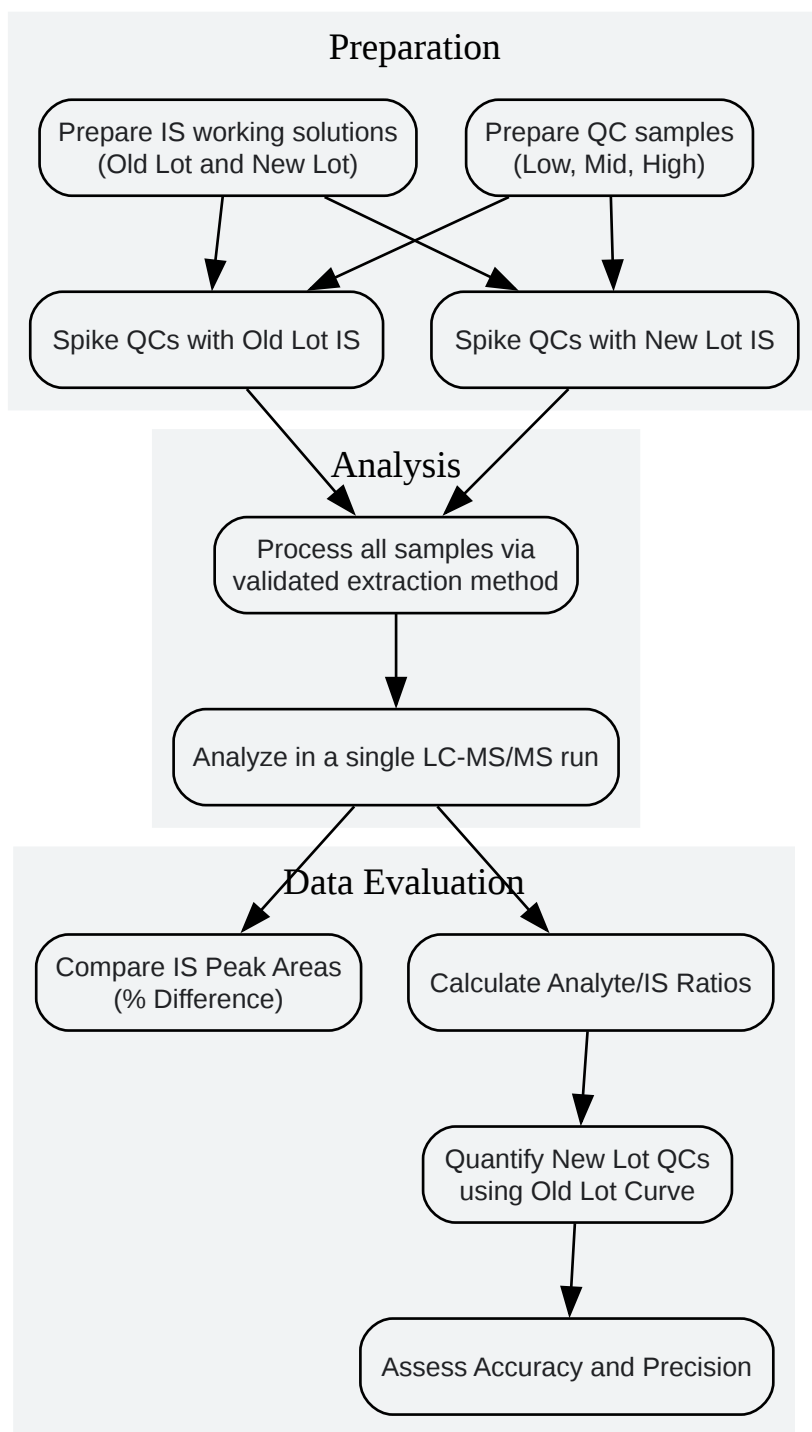 Preparation
Prepare IS working solutions
(Old Lot and New Lot)
Prepare QC samples
(Low, Mid, High)
Spike QCs with Old Lot IS
Spike QCs with New Lot IS
Analysis
Process all samples via
validated extraction method
Analyze in a single LC-MS/MS run
Data Evaluation
Compare IS Peak Areas
(% Difference)
Calculate Analyte/IS Ratios
Quantify New Lot QCs
using Old Lot Curve
Assess Accuracy and Precision